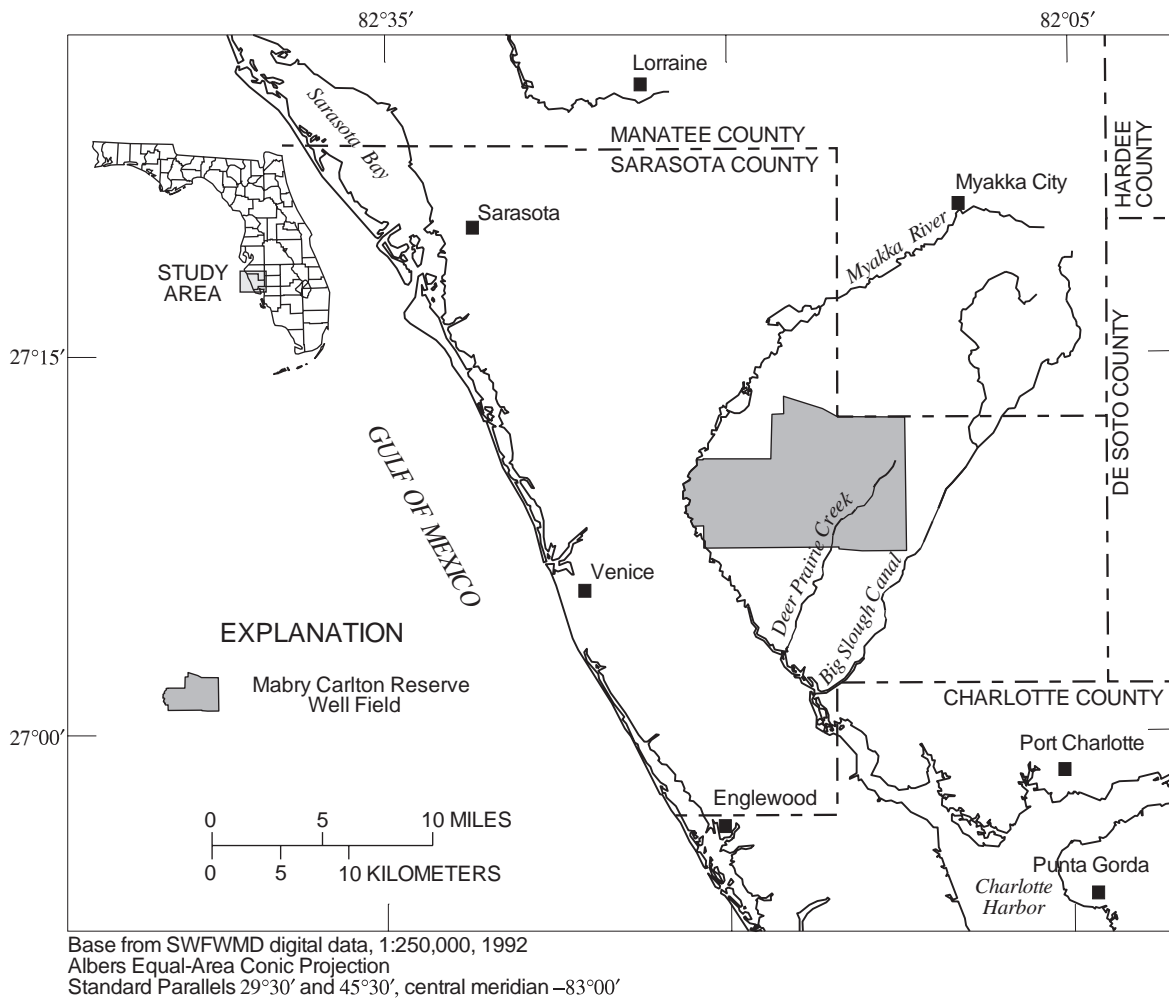 82°35′
82°05′
Lorraine
Sarasota Bay
MANATEE COUNTY
SARASOTA COUNTY
HARDEE
COUNTY
Myakka City
Sarasota
Myakka River
STUDY
AREA
27°15′
DE SOTO COUNTY
GULF OF MEXICO
Deer Prairie Creek
Venice
Big Slough Canal
EXPLANATION
Mabry Carlton Reserve
Well Field
CHARLOTTE COUNTY
27°00′
Port Charlotte
Englewood
0 5 10 MILES
0 5 10 KILOMETERS
Punta Gorda
Charlotte
Harbor
Base from SWFWMD digital data, 1:250,000, 1992
Albers Equal-Area Conic Projection
Standard Parallels 29°30′ and 45°30′, central meridian –83°00′